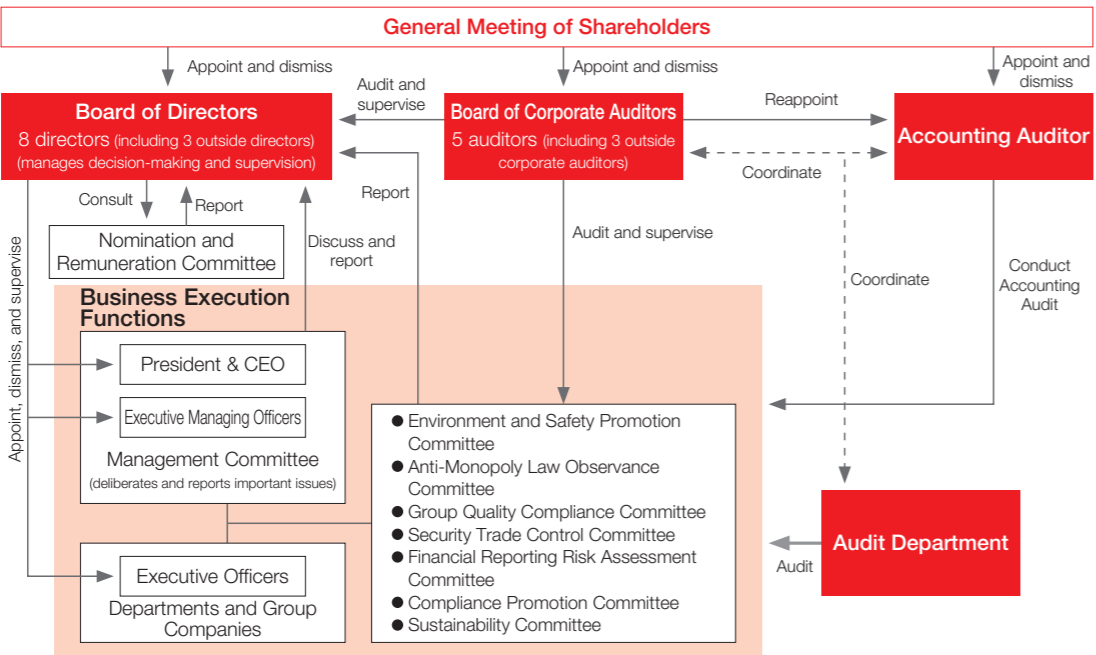 General Meeting of Shareholders
Appoint and dismiss
Appoint and dismiss
Appoint and
dismiss
Board of Directors
8 directors (including 3 outside directors)
(manages decision-making and supervision)
Audit and
supervise
Board of Corporate Auditors
5 auditors (including 3 outside
corporate auditors)
Reappoint
Accounting Auditor
Coordinate
Consult
Report
Report
Nomination and
Remuneration Committee
Discuss and
report
Audit and supervise
Coordinate
Conduct
Accounting
Audit
Appoint, dismiss, and supervise
Business Execution
Functions
President & CEO
Executive Managing Officers
Management Committee
(deliberates and reports important issues)
Executive Officers
Departments and Group
Companies
● Environment and Safety Promotion
Committee
● Anti-Monopoly Law Observance
Committee
● Group Quality Compliance Committee
● Security Trade Control Committee
● Financial Reporting Risk Assessment
Committee
● Compliance Promotion Committee
● Sustainability Committee
Audit
Audit Department